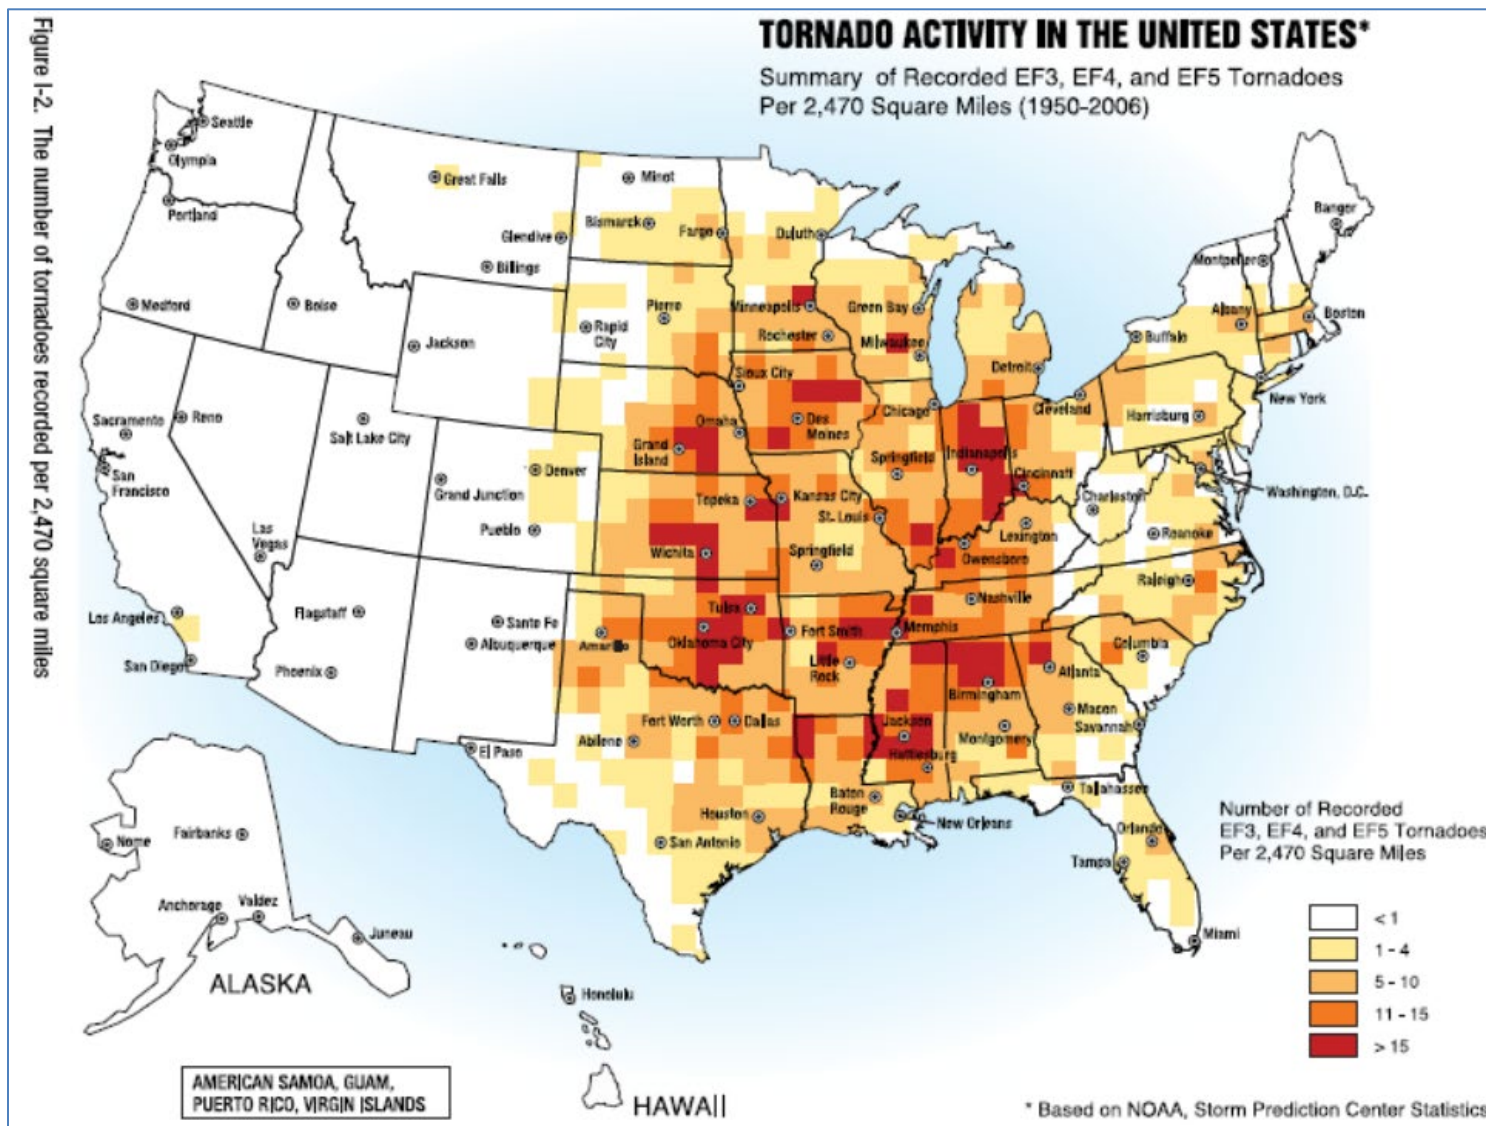 Figure I-2. The number of tornadoes recorded per 2,470 square miles
TORNADO ACTIVITY IN THE UNITED STATES*
Summary of Recorded EF3, EF4, and EF5 Tornadoes
Per 2,470 Square Miles (1950-2006)
Seattle
Olympia
Portland
Medford
Boise
Great Falls
Glendive
Billings
Jackson
Minot
Bismarck
Fargo
Duluth
Pierre
Rapid
City
Minneapolis
Rochester
Green Bay
Milwaukee
Detroit
Buffalo
Albany
Montpelier
Bangor
Boston
New York
Sioux City
Omaha
Des
Moines
Chicago
Cleveland
Harrisburg
Sacramento
Reno
San
Francisco
Salt Lake City
Grand Junction
Denver
Pueblo
Grand
Island
Topeka
Kansas City
St. Louis
Springfield
Indianapolis
Cincinnati
Charleston
Washington, D.C.
Las
Vegas
Wichita
Springfield
Owensboro
Lexington
Roanoke
Raleigh
Los Angeles
San Diego
Flagstaff
Phoenix
Sante Fe
Albuquerque
Amarillo
Tulsa
Oklahoma City
Fort Smith
Little
Rock
Memphis
Nashville
Columbia
Atlanta
Birmingham
Macon
Savannah
Montgomery
Jackson
Hattiesburg
El Paso
Abilene
Fort Worth
Dallas
Houston
San Antonio
Baton
Rouge
New Orleans
Tallahassee
Orlando
Tampa
Miami
Nome
Fairbanks
Anchorage
Valdez
Juneau
ALASKA
Honolulu
HAWAII
AMERICAN SAMOA, GUAM,
PUERTO RICO, VIRGIN ISLANDS
Number of Recorded
EF3, EF4, and EF5 Tornadoes
Per 2,470 Square Miles
< 1
1 - 4
5 - 10
11 - 15
> 15
* Based on NOAA, Storm Prediction Center Statistics